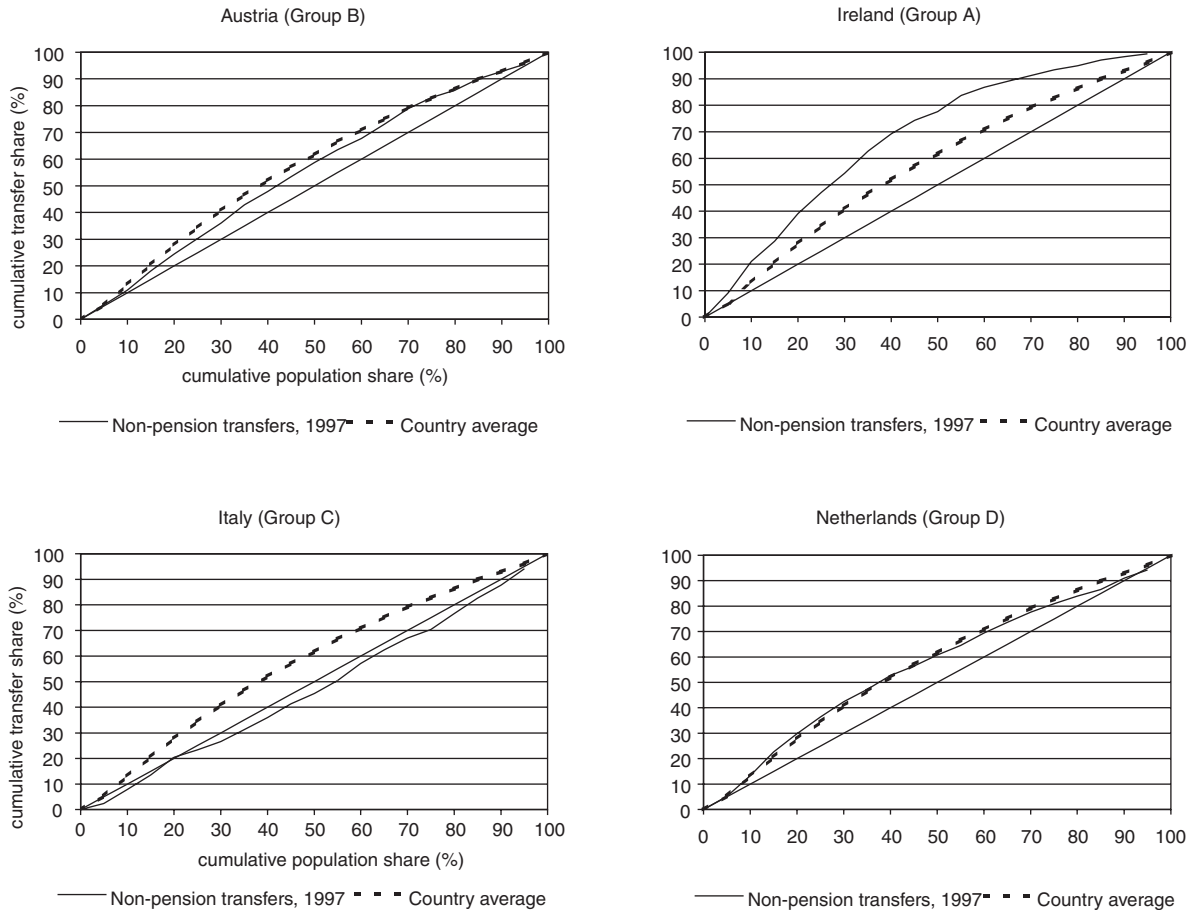 Austria (Group B)
cumulative transfer share (%)
100
90
80
70
60
50
40
30
20
10
0
0 10 20 30 40 50 60 70 80 90 100
cumulative population share (%)
Non-pension transfers, 1997 Country average
Ireland (Group A)
100
90
80
70
60
50
40
30
20
10
0
0 10 20 30 40 50 60 70 80 90 100
Non-pension transfers, 1997 Country average
Italy (Group C)
cumulative transfer share (%)
100
90
80
70
60
50
40
30
20
10
0
0 10 20 30 40 50 60 70 80 90 100
cumulative population share (%)
Non-pension transfers, 1997 Country average
Netherlands (Group D)
100
90
80
70
60
50
40
30
20
10
0
0 10 20 30 40 50 60 70 80 90 100
Non-pension transfers, 1997 Country average